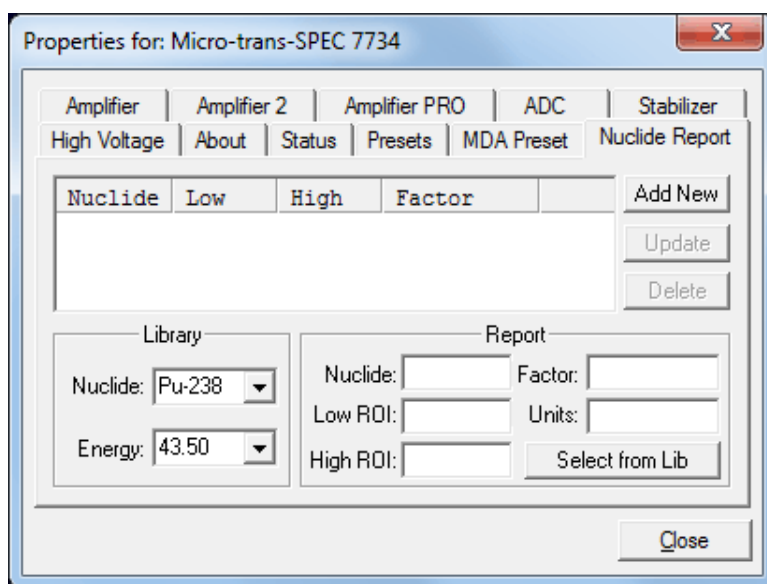 Properties for: Micro-trans-SPEC 7734
Amplifier Amplifier 2 Amplifier PRO ADC Stabilizer
High Voltage About Status Presets MDA Preset Nuclide Report
Nuclide Low High Factor
Add New
Update
Delete
Library
Nuclide: Pu-238
Energy: 43.50
Report
Nuclide: Factor:
Low ROI: Units:
High ROI: Select from Lib
Close